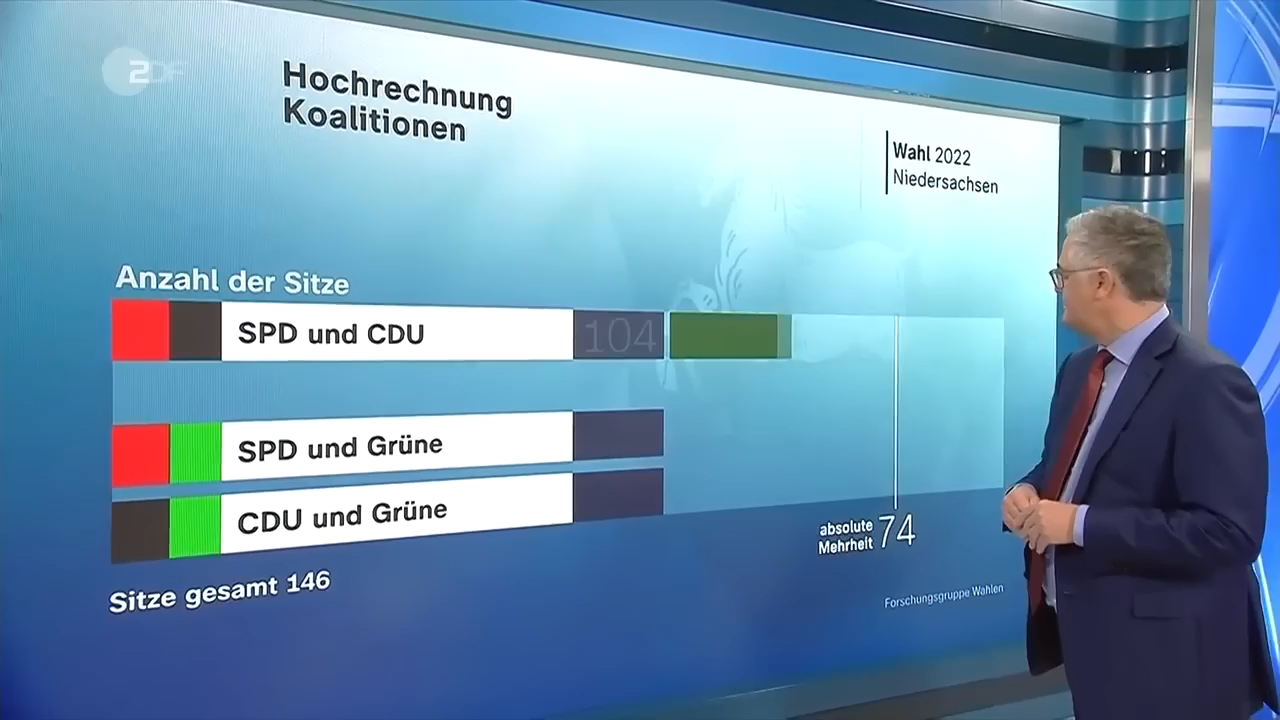 ZDF
Hochrechnung
Koalitionen
Wahl 2022
Niedersachsen
Anzahl der Sitze
SPD und CDU 104
SPD und Grüne
CDU und Grüne
absolute
Mehrheit 74
Sitze gesamt 146
Forschungsgruppe Wahlen